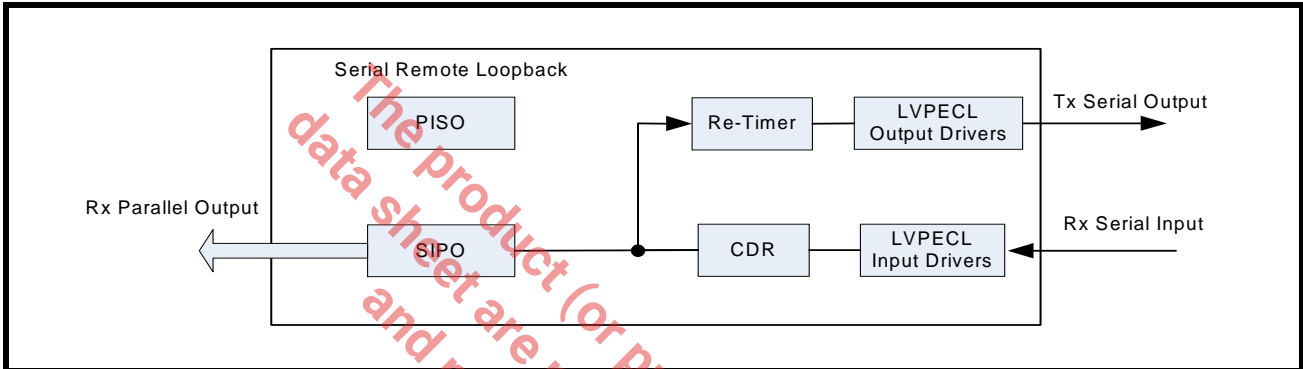 Serial Remote Loopback
PISO
Re-Timer
LVPECL
Output Drivers
Tx Serial Output
Rx Parallel Output
SIPO
CDR
LVPECL
Input Drivers
Rx Serial Input
The product (or
data sheet are
and